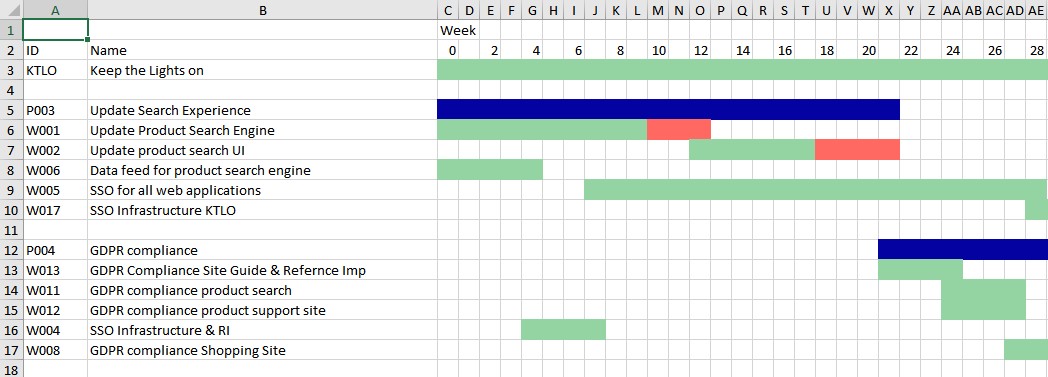 A B C D E F G H I J K L M N O P Q R S T U V W X Y Z AA AB AC AD AE
1 Week
2 ID Name 0 2 4 6 8 10 12 14 16 18 20 22 24 26 28
3 KTLO Keep the Lights on
4
5 P003 Update Search Experience
6 W001 Update Product Search Engine
7 W002 Update product search UI
8 W006 Data feed for product search engine
9 W005 SSO for all web applications
10 W017 SSO Infrastructure KTLO
11
12 P004 GDPR compliance
13 W013 GDPR Compliance Site Guide & Refernce Imp
14 W011 GDPR compliance product search
15 W012 GDPR compliance product support site
16 W004 SSO Infrastructure & RI
17 W008 GDPR compliance Shopping Site
18